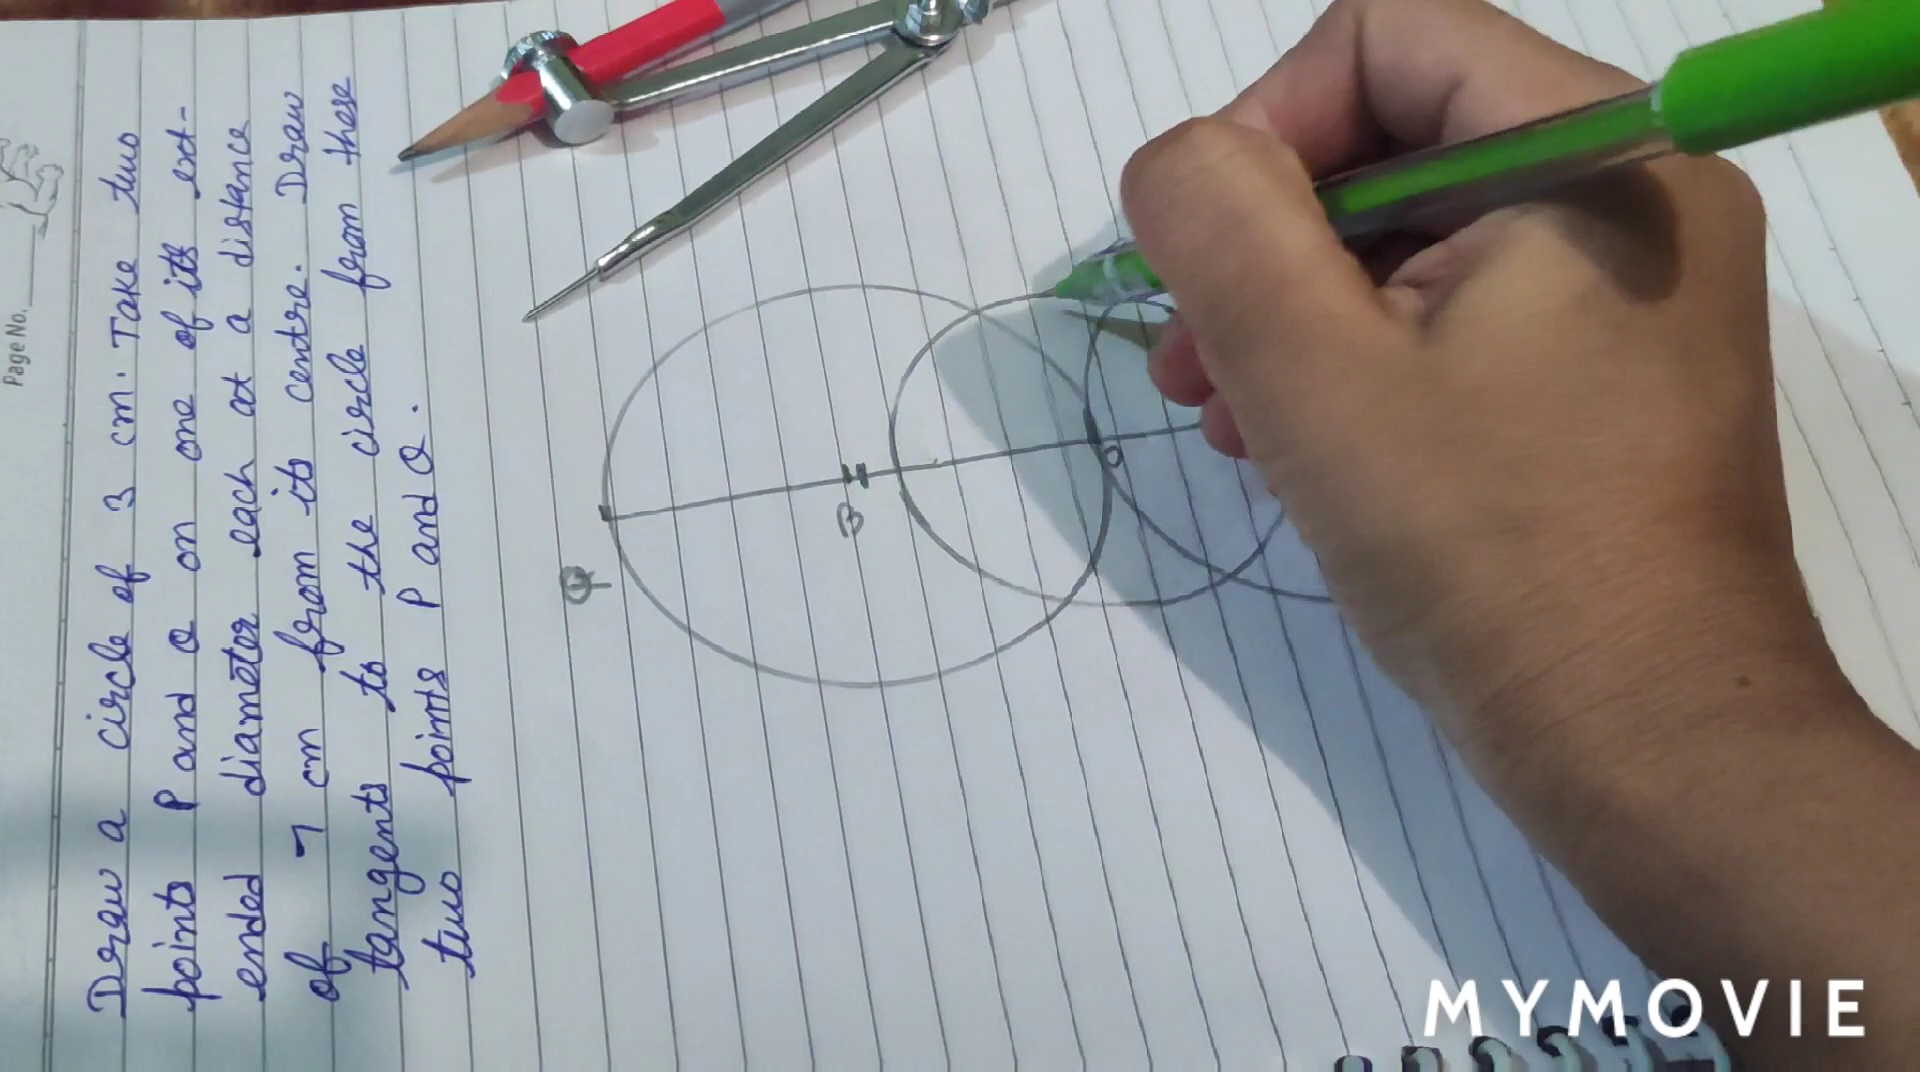 Page No.
Draw a circle of 3 cm. Take two
points P and Q on one of its ext-
ended diameter each at a distance
of 7 cm from its centre. Draw
tangents to the circle from these
two points P and Q.
Q
B
O
MYMOVIE